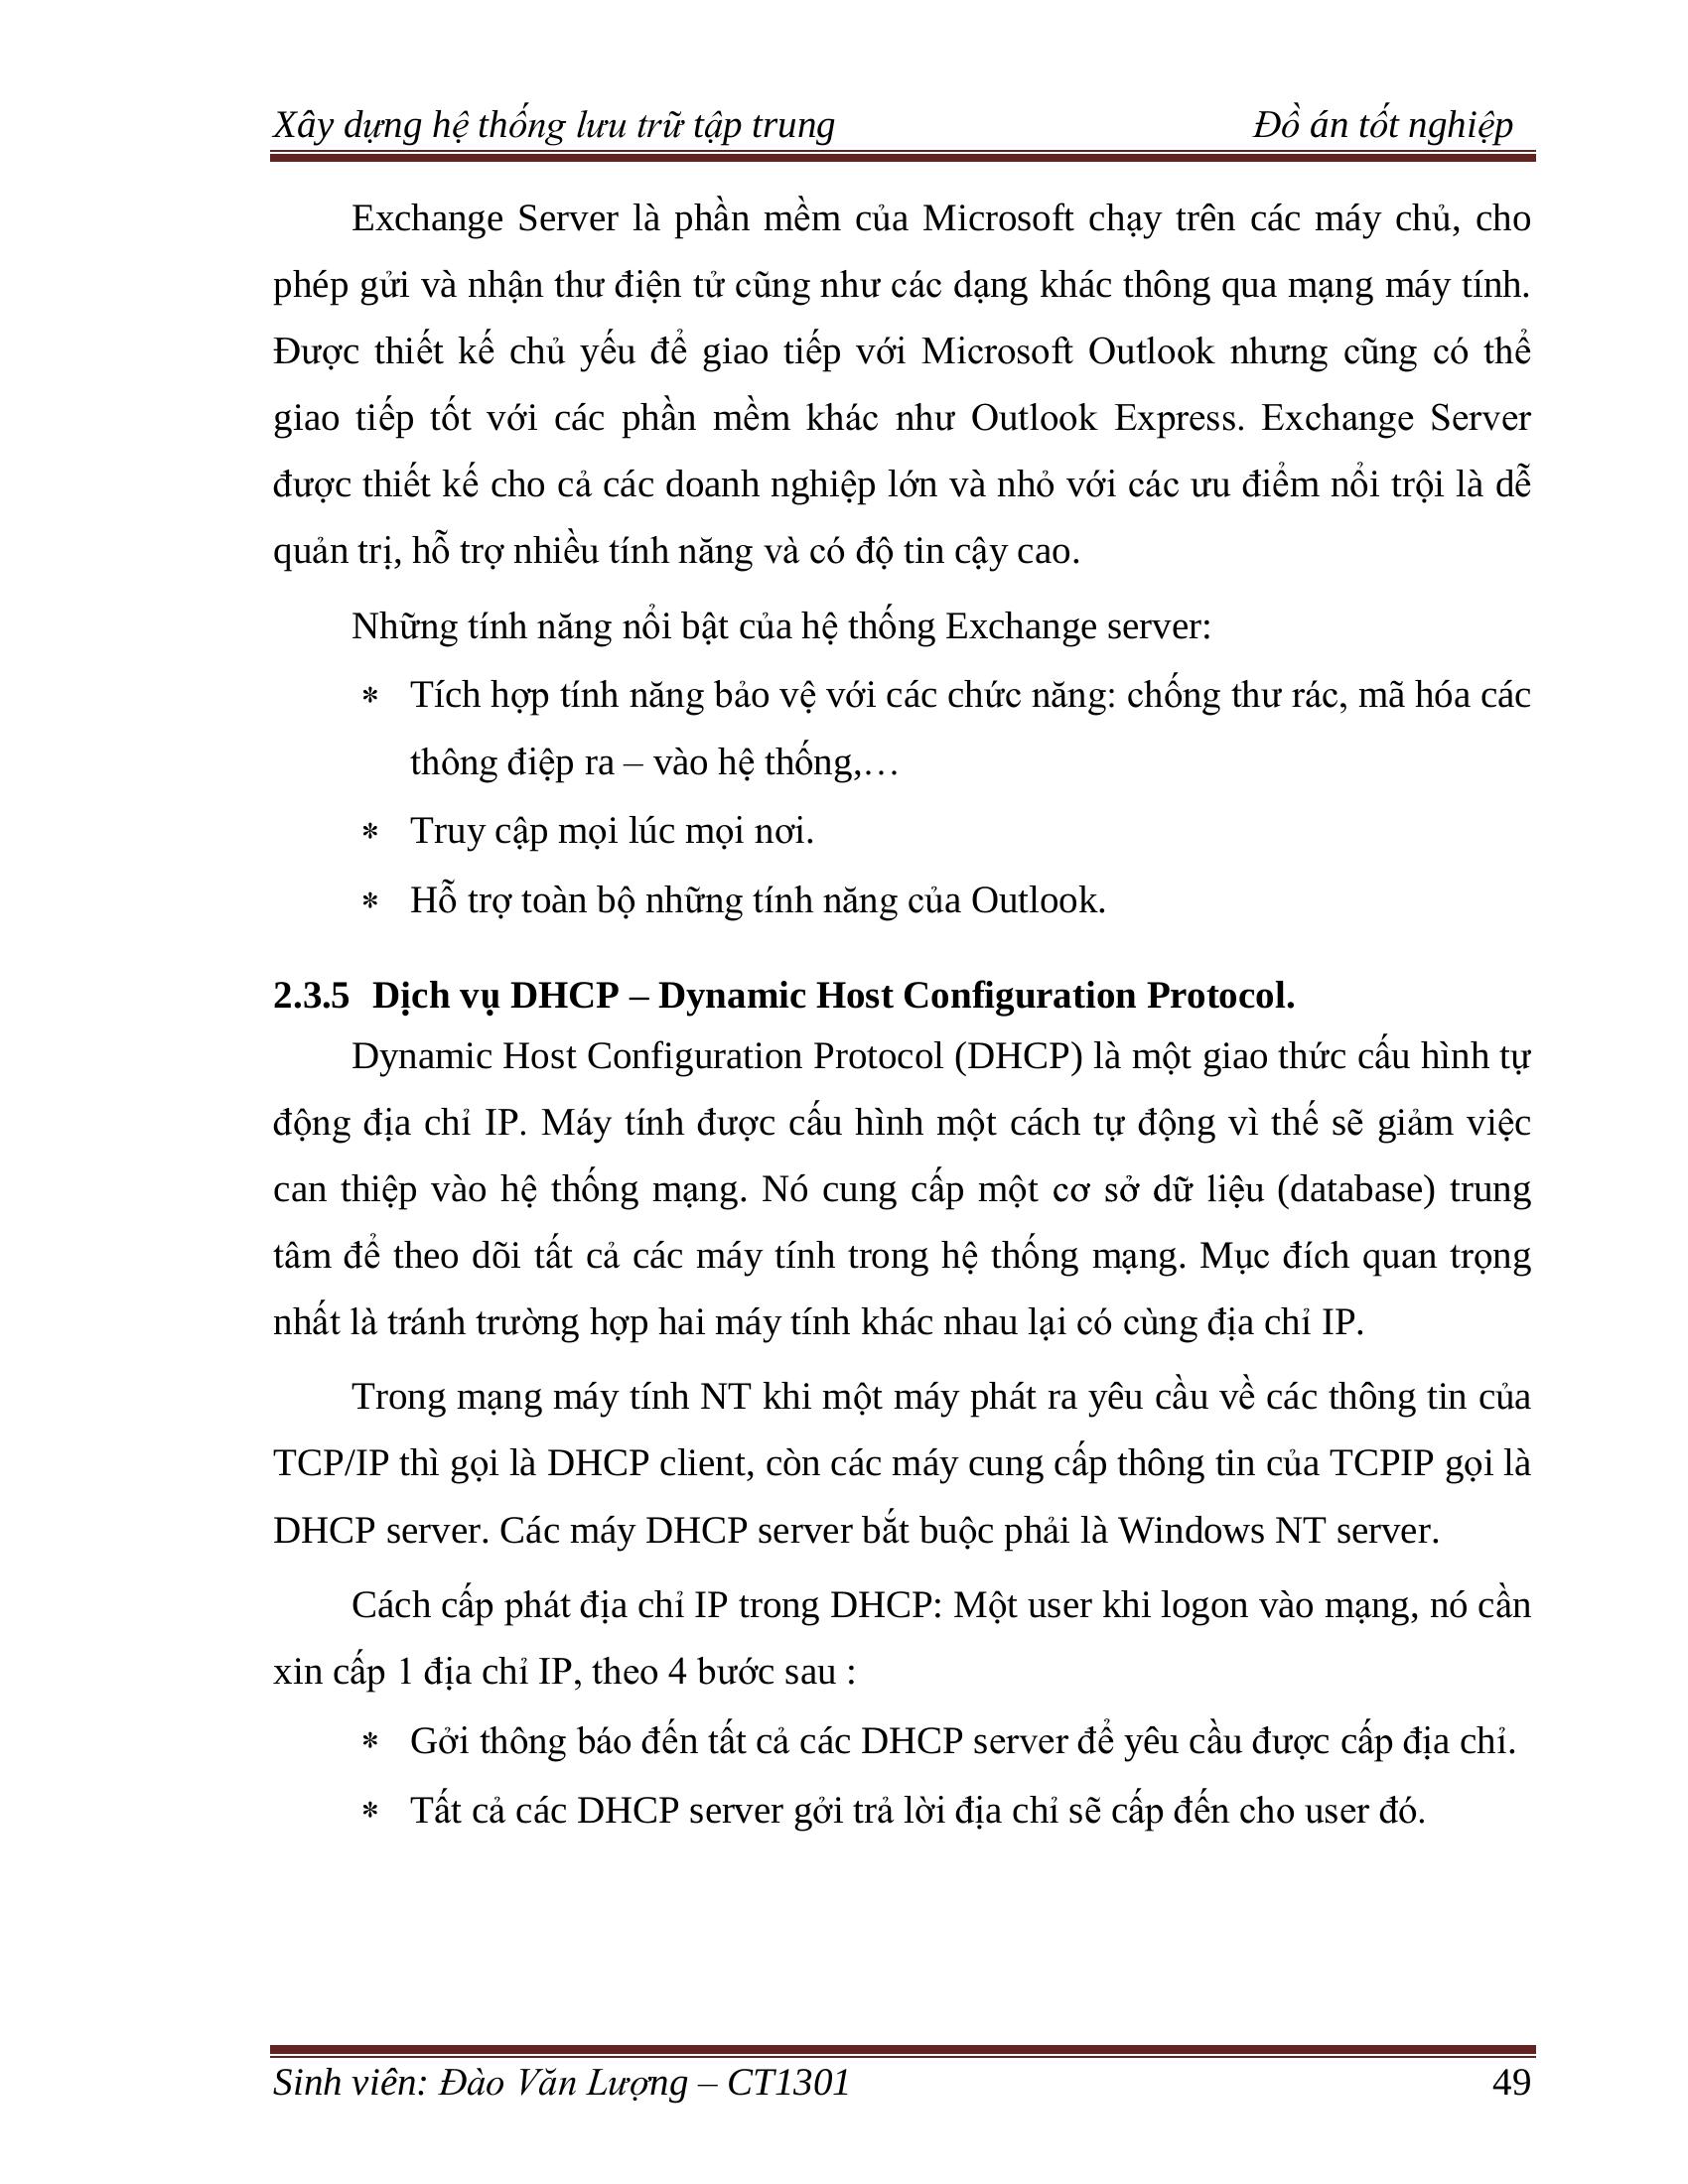 Xây dựng hệ thống lưu trữ tập trung Đồ án tốt nghiệp
Exchange Server là phần mềm của Microsoft chạy trên các máy chủ, cho
phép gửi và nhận thư điện tử cũng như các dạng khác thông qua mạng máy tính.
Được thiết kế chủ yếu để giao tiếp với Microsoft Outlook nhưng cũng có thể
giao tiếp tốt với các phần mềm khác như Outlook Express. Exchange Server
được thiết kế cho cả các doanh nghiệp lớn và nhỏ với các ưu điểm nổi trội là dễ
quản trị, hỗ trợ nhiều tính năng và có độ tin cậy cao.
Những tính năng nổi bật của hệ thống Exchange server:
* Tích hợp tính năng bảo vệ với các chức năng: chống thư rác, mã hóa các
thông điệp ra – vào hệ thống,…
* Truy cập mọi lúc mọi nơi.
* Hỗ trợ toàn bộ những tính năng của Outlook.
2.3.5 Dịch vụ DHCP – Dynamic Host Configuration Protocol.
Dynamic Host Configuration Protocol (DHCP) là một giao thức cấu hình tự
động địa chỉ IP. Máy tính được cấu hình một cách tự động vì thế sẽ giảm việc
can thiệp vào hệ thống mạng. Nó cung cấp một cơ sở dữ liệu (database) trung
tâm để theo dõi tất cả các máy tính trong hệ thống mạng. Mục đích quan trọng
nhất là tránh trường hợp hai máy tính khác nhau lại có cùng địa chỉ IP.
Trong mạng máy tính NT khi một máy phát ra yêu cầu về các thông tin của
TCP/IP thì gọi là DHCP client, còn các máy cung cấp thông tin của TCPIP gọi là
DHCP server. Các máy DHCP server bắt buộc phải là Windows NT server.
Cách cấp phát địa chỉ IP trong DHCP: Một user khi logon vào mạng, nó cần
xin cấp 1 địa chỉ IP, theo 4 bước sau :
* Gởi thông báo đến tất cả các DHCP server để yêu cầu được cấp địa chỉ.
* Tất cả các DHCP server gởi trả lời địa chỉ sẽ cấp đến cho user đó.
Sinh viên: Đào Văn Lượng – CT1301 49